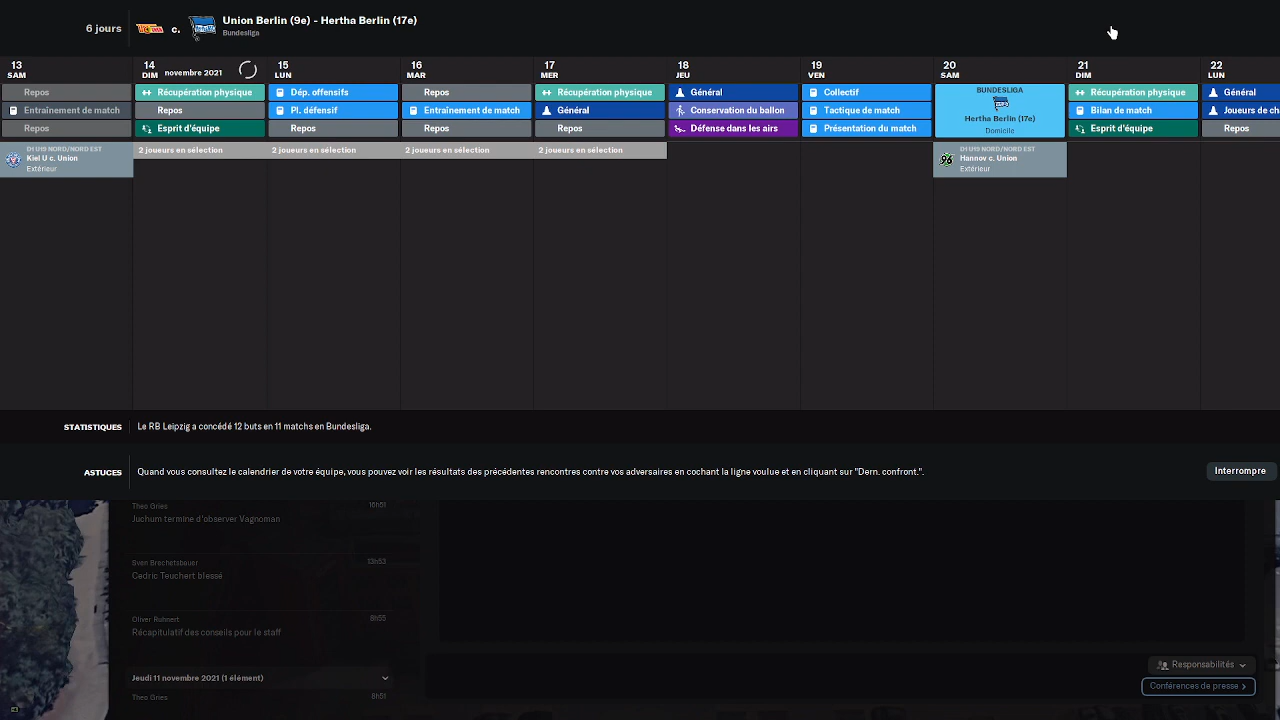 6 jours
c.
Union Berlin (9e) - Hertha Berlin (17e)
Bundesliga
13
SAM
14
DIM novembre 2021
15
LUN
16
MAR
17
MER
18
JEU
19
VEN
20
SAM
21
DIM
22
LUN
Repos
Récupération physique
Dép. offensifs
Repos
Récupération physique
Général
Collectif
BUNDESLIGA
Récupération physique
Général
Entraînement de match
Repos
Pl. défensif
Entraînement de match
Général
Conservation du ballon
Tactique de match
Hertha Berlin (17e)
Bilan de match
Joueurs de ch
Repos
Esprit d'équipe
Repos
Repos
Repos
Défense dans les airs
Présentation du match
Domicile
Esprit d'équipe
Repos
D1 U19 NORD/NORD EST
Kiel U c. Union
Extérieur
2 joueurs en sélection
2 joueurs en sélection
2 joueurs en sélection
2 joueurs en sélection
D1 U19 NORD/NORD EST
Hannov c. Union
Extérieur
STATISTIQUES
Le RB Leipzig a concédé 12 buts en 11 matchs en Bundesliga.
ASTUCES
Quand vous consultez le calendrier de votre équipe, vous pouvez voir les résultats des précédentes rencontres contre vos adversaires en cochant la ligne voulue et en cliquant sur "Dern. confront.".
Interrompre
Theo Gries 16h51
Juchum termine d'observer Vagnoman
Sven Brechetsbauer 13h53
Cedric Teuchert blessé
Oliver Ruhnert 8h55
Récapitulatif des conseils pour le staff
Jeudi 11 novembre 2021 (1 élément)
Theo Gries 8h51
Responsabilités
Conférences de presse